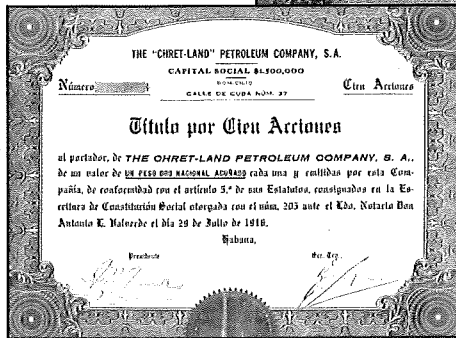 THE "CHRET-LAND" PETROLEUM COMPANY, S.A.
CAPITAL SOCIAL $1.500,000
DOMICILIO
Número Cien Acciones
CALLE DE CUBA NÚM. 37
Título por Cien Acciones
al portador, de THE CHRET-LAND PETROLEUM COMPANY, S. A.,
de un valor de UN PESO ORO NACIONAL ACUÑADO cada una y emitidas por esta Com-
pañía, de conformidad con el artículo 5.º de sus Estatutos, consignados en la Es-
critura de Constitución Social otorgada con el núm. 203 ante el Ldo. Notario Don
Antonio L. Valverde el día 29 de Julio de 1918.
Habana,
Presidente